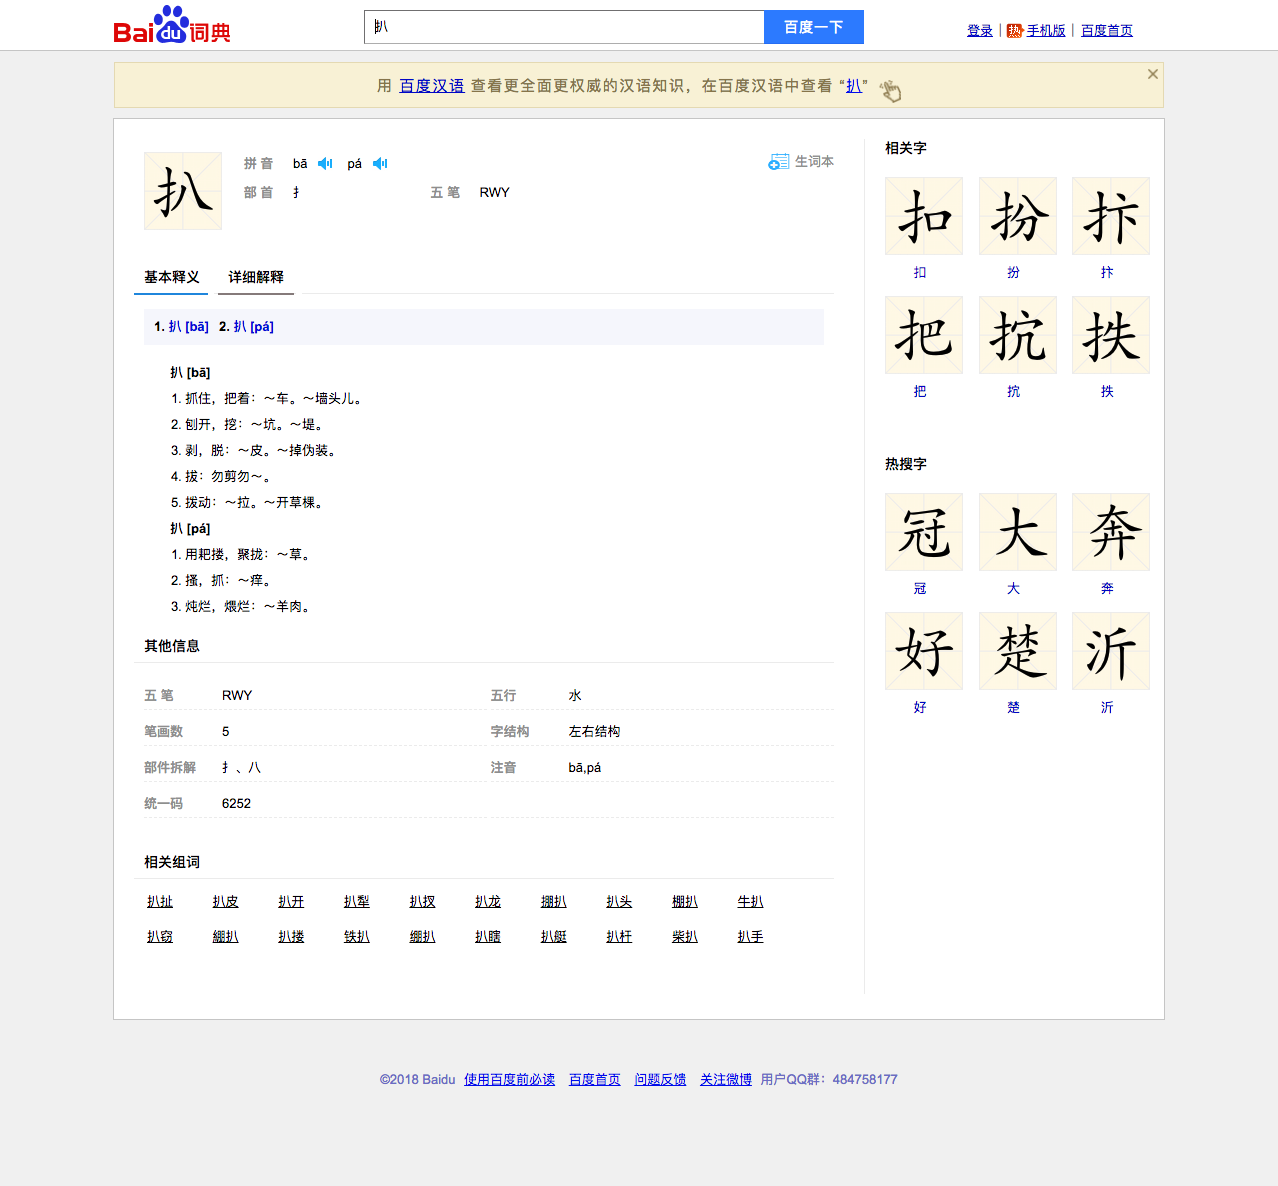 Baidu词典
扒
百度一下
登录 | 热 手机版 | 百度首页
用 百度汉语 查看更全面更权威的汉语知识，在百度汉语中查看 “扒”
扒
拼 音 bā pá
生词本
部 首 扌 五 笔 RWY
基本释义 详细解释
1. 扒 [bā] 2. 扒 [pá]
扒 [bā]
1. 抓住，把着：～车。～墙头儿。
2. 刨开，挖：～坑。～堤。
3. 剥，脱：～皮。～掉伪装。
4. 拔：勿剪勿～。
5. 拨动：～拉。～开草棵。
扒 [pá]
1. 用耙搂，聚拢：～草。
2. 搔，抓：～痒。
3. 炖烂，煨烂：～羊肉。
其他信息
五 笔 RWY 五行 水
笔画数 5 字结构 左右结构
部件拆解 扌、八 注音 bā,pá
统一码 6252
相关组词
扒扯 扒皮 扒开 扒犁 扒扠 扒龙 掤扒 扒头 棚扒 牛扒
扒窃 繃扒 扒搂 铁扒 绷扒 扒瞎 扒艇 扒杆 柴扒 扒手
相关字
扣 扮 抃
扣 扮 抃
把 抗 抶
把 抗 抶
热搜字
冠 大 奔
冠 大 奔
好 楚 沂
好 楚 沂
©2018 Baidu 使用百度前必读 百度首页 问题反馈 关注微博 用户QQ群：484758177